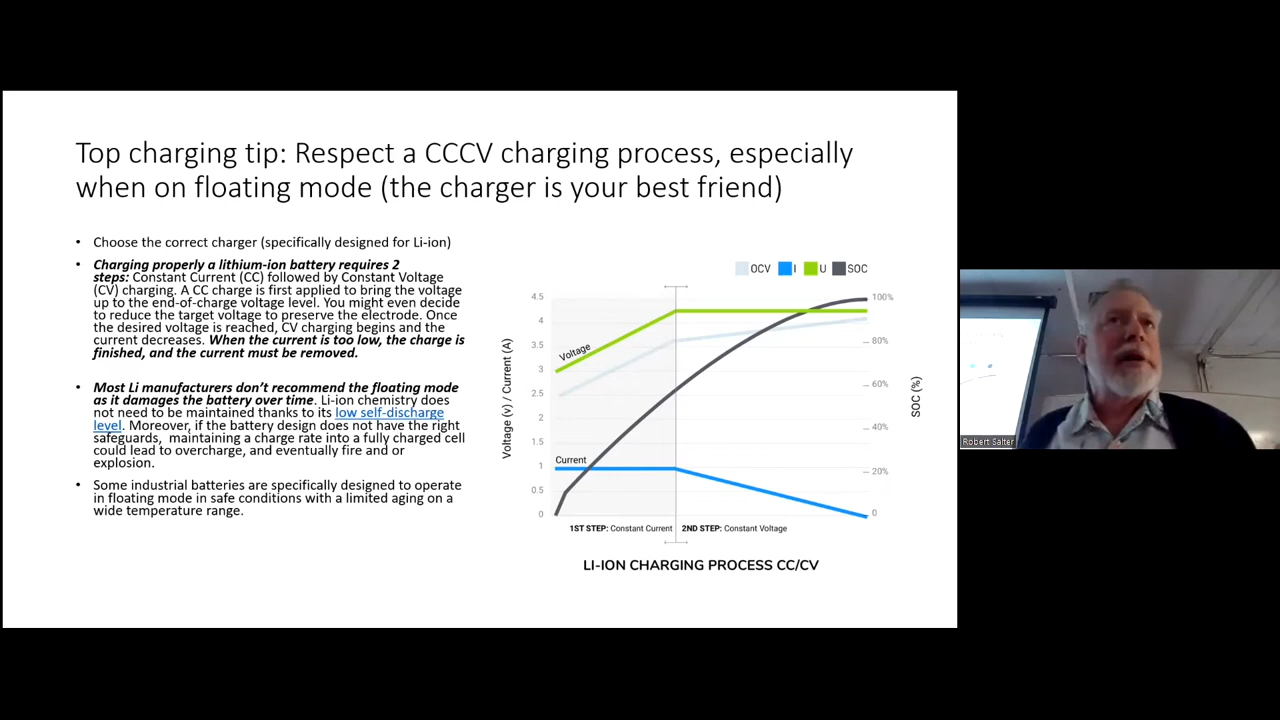 Top charging tip: Respect a CCCV charging process, especially
when on floating mode (the charger is your best friend)
• Choose the correct charger (specifically designed for Li-ion)
• Charging properly a lithium-ion battery requires 2
steps: Constant Current (CC) followed by Constant Voltage
(CV) charging. A CC charge is first applied to bring the voltage
up to the end-of-charge voltage level. You might even decide
to reduce the target voltage to preserve the electrode. Once
the desired voltage is reached, CV charging begins and the
current decreases. When the current is too low, the charge is
finished, and the current must be removed.
• Most Li manufacturers don't recommend the floating mode
as it damages the battery over time. Li-ion chemistry does
not need to be maintained thanks to its low self-discharge
level. Moreover, if the battery design does not have the right
safeguards, maintaining a charge rate into a fully charged cell
could lead to overcharge, and eventually fire and or
explosion.
• Some industrial batteries are specifically designed to operate
in floating mode in safe conditions with a limited aging on a
wide temperature range.
OCV I U SOC
Voltage (v) / Current (A)
4.5
4
3.5
3
2.5
2
1.5
1
0.5
0
Voltage
Current
100%
80%
60%
40%
20%
0
SOC (%)
1ST STEP: Constant Current 2ND STEP: Constant Voltage
LI-ION CHARGING PROCESS CC/CV
Robert Salter